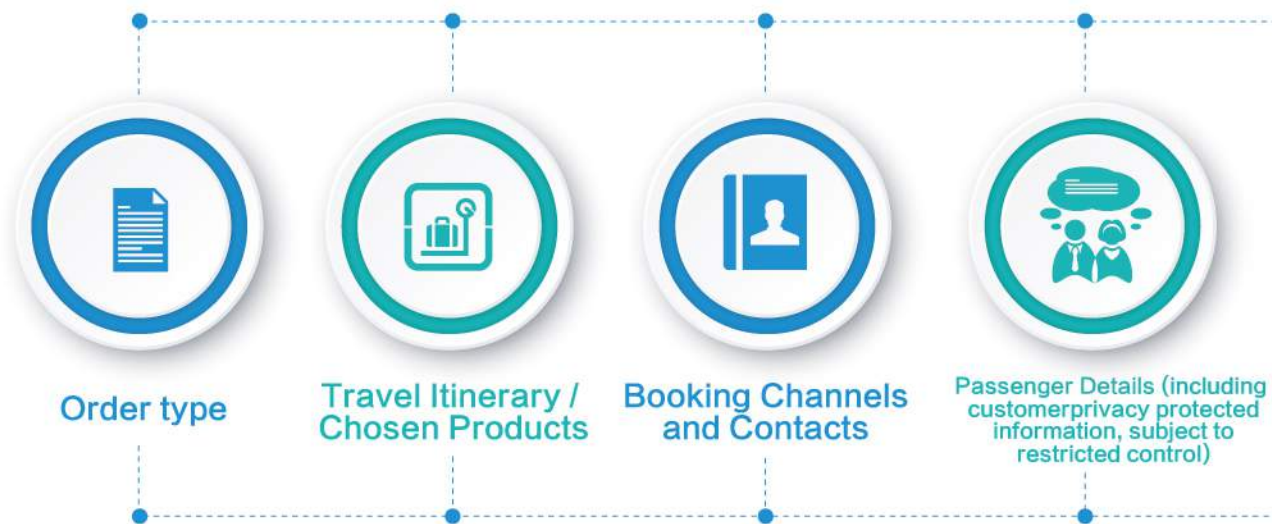 Order type
Travel Itinerary /
Chosen Products
Booking Channels
and Contacts
Passenger Details (including
customerprivacy protected
information, subject to
restricted control)